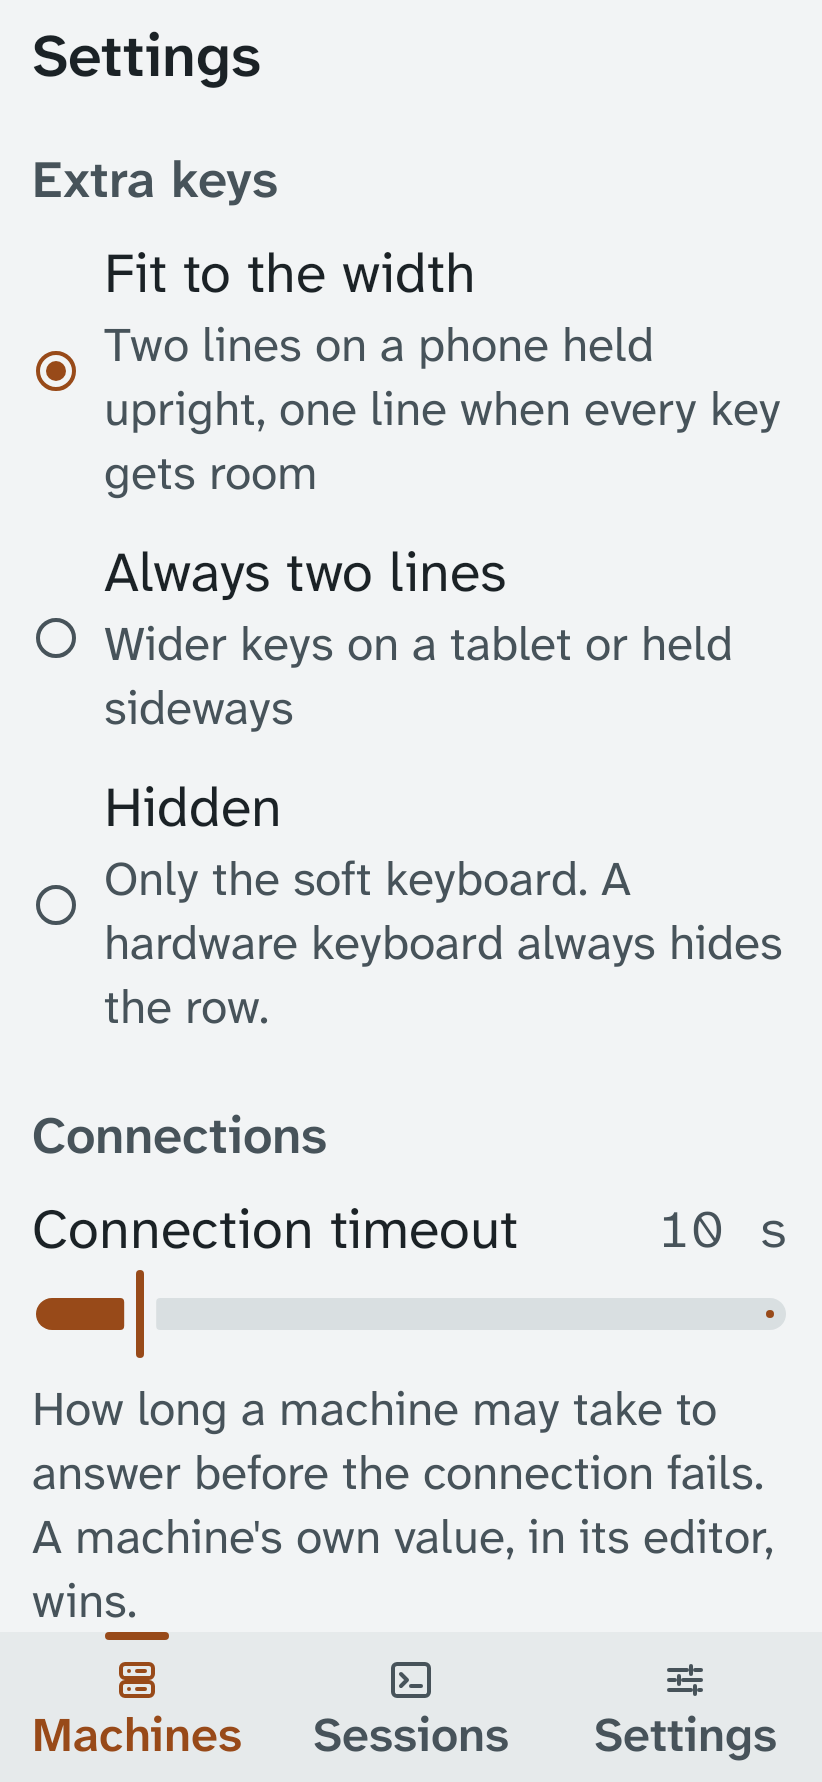 Settings
Extra keys
Fit to the width
Two lines on a phone held
upright, one line when every key
gets room
Always two lines
Wider keys on a tablet or held
sideways
Hidden
Only the soft keyboard. A
hardware keyboard always hides
the row.
Connections
Connection timeout 10 s
How long a machine may take to
answer before the connection fails.
A machine's own value, in its editor,
wins.
Machines Sessions Settings